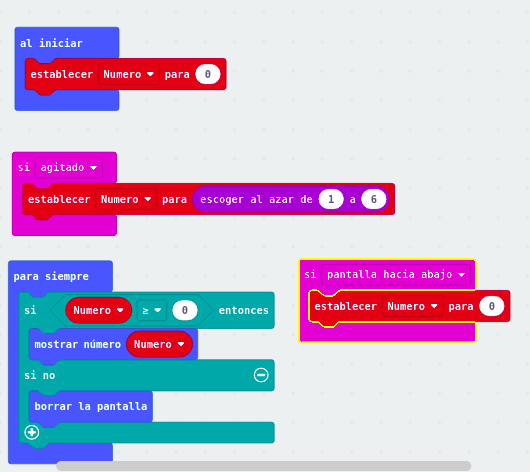 al iniciar
establecer Numero para 0
si agitado
establecer Numero para escoger al azar de 1 a 6
para siempre
si Numero ≥ 0 entonces
mostrar número Numero
si no
borrar la pantalla
si pantalla hacia abajo
establecer Numero para 0